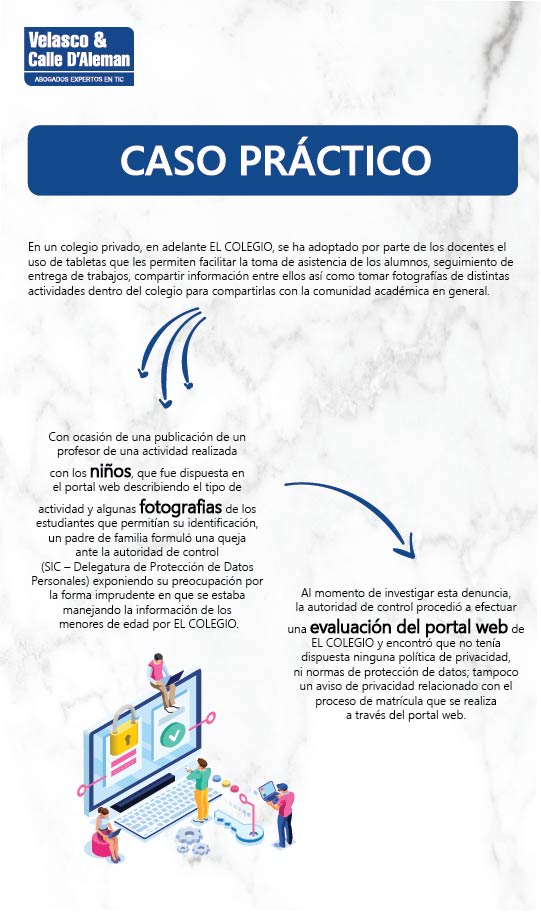 Velasco &
Calle D'Aleman
ABOGADOS EXPERTOS EN TIC
CASO PRÁCTICO
En un colegio privado, en adelante EL COLEGIO, se ha adoptado por parte de los docentes el
uso de tabletas que les permiten facilitar la toma de asistencia de los alumnos, seguimiento de
entrega de trabajos, compartir información entre ellos así como tomar fotografías de distintas
actividades dentro del colegio para compartirlas con la comunidad académica en general.
Con ocasión de una publicación de un
profesor de una actividad realizada
con los niños, que fue dispuesta en
el portal web describiendo el tipo de
actividad y algunas fotografias de los
estudiantes que permitían su identificación,
un padre de familia formuló una queja
ante la autoridad de control
(SIC – Delegatura de Protección de Datos
Personales) exponiendo su preocupación por
la forma imprudente en que se estaba
manejando la información de los
menores de edad por EL COLEGIO.
Al momento de investigar esta denuncia,
la autoridad de control procedió a efectuar
una evaluación del portal web de
EL COLEGIO y encontró que no tenía
dispuesta ninguna política de privacidad,
ni normas de protección de datos; tampoco
un aviso de privacidad relacionado con el
proceso de matrícula que se realiza
a través del portal web.